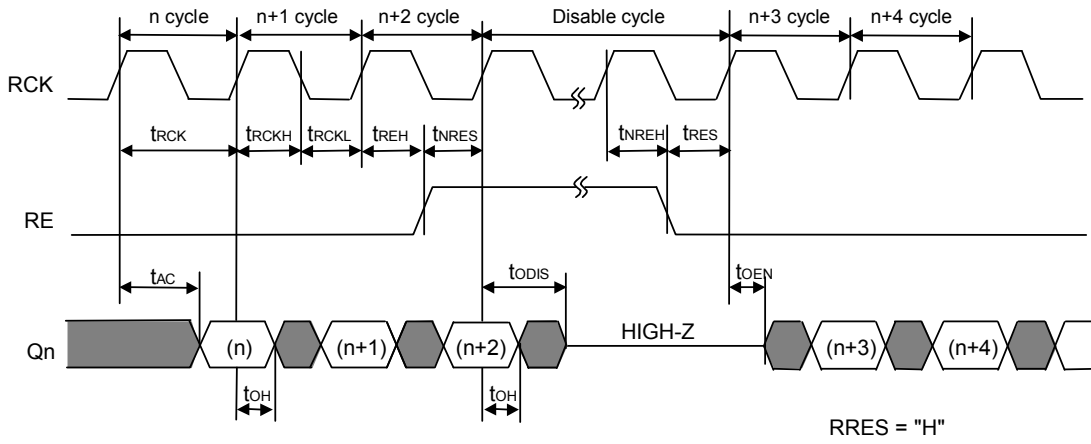 n cycle n+1 cycle n+2 cycle Disable cycle n+3 cycle n+4 cycle
RCK
tRCK tRCKH tRCKL tREH tNRES tNREH tRES
RE
tAC tODIS tOEN
Qn (n) (n+1) (n+2) HIGH-Z (n+3) (n+4)
tOH tOH
RRES = "H"